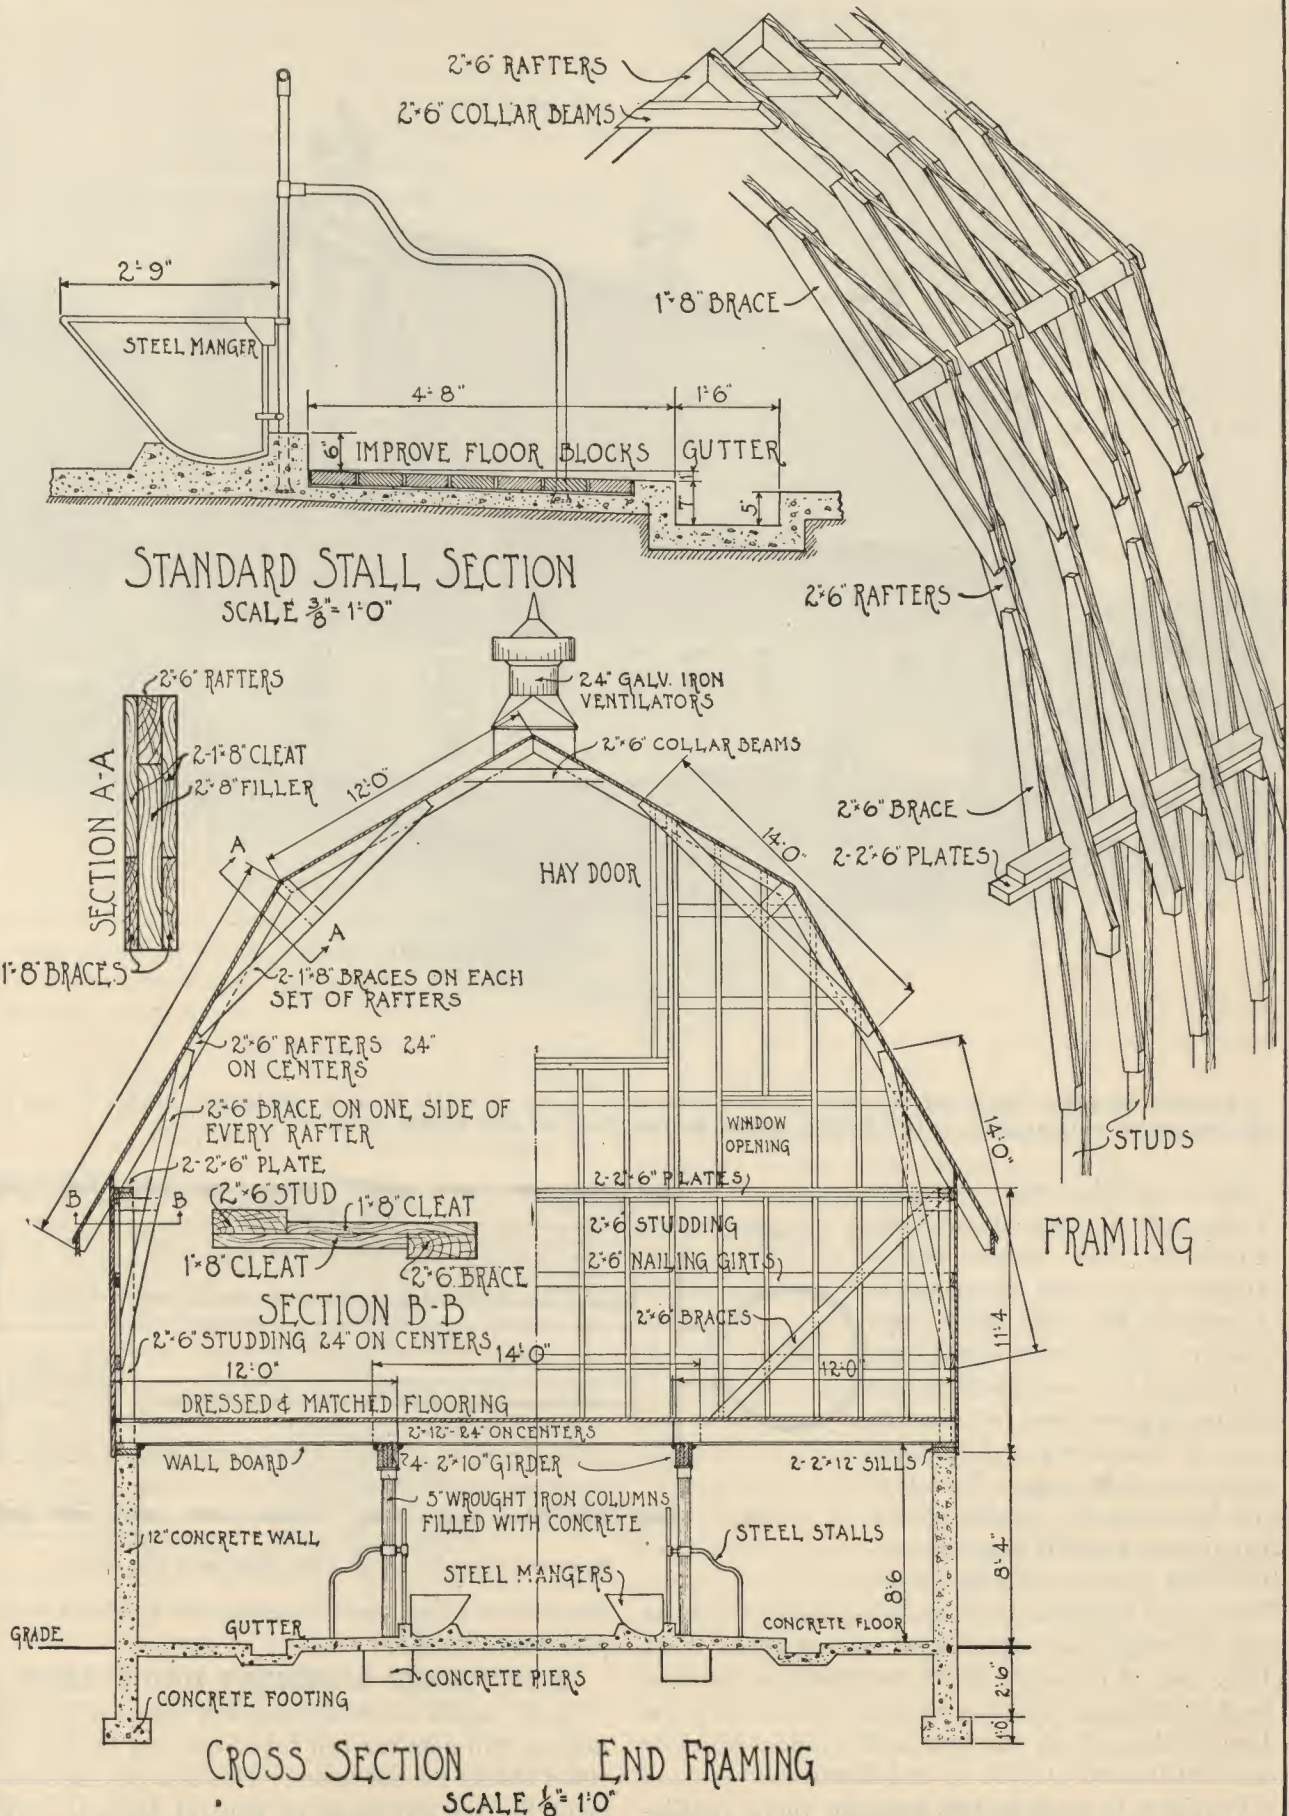 2"×6" RAFTERS
2"×6" COLLAR BEAMS
2'-9"
STEEL MANGER
1"×8" BRACE
4'-8"
1'-6"
6"
IMPROVE FLOOR BLOCKS
GUTTER
1"
7"
5"
STANDARD STALL SECTION
SCALE 3/8" = 1'-0"
2"×6" RAFTERS
2"×6" RAFTERS
2-1"×8" CLEAT
2"×8" FILLER
SECTION A-A
1"×8" BRACES
24" GALV. IRON
VENTILATORS
2"×6" COLLAR BEAMS
12'-0"
14'-0"
A
A
HAY DOOR
2"×6" BRACE
2-2"×6" PLATES
2-1"×8" BRACES ON EACH
SET OF RAFTERS
2"×6" RAFTERS 24"
ON CENTERS
2"×6" BRACE ON ONE SIDE OF
EVERY RAFTER
WINDOW
OPENING
14'-0"
STUDS
2-2"×6" PLATE
B
B
2"×6" STUD
1"×8" CLEAT
1"×8" CLEAT
2"×6" BRACE
SECTION B-B
2-2"×6" PLATES
2"×6" STUDDING
2"×6" NAILING GIRTS
2"×6" BRACES
FRAMING
11'-4
2"×6" STUDDING 24" ON CENTERS
14'-0"
12'-0"
12'-0"
DRESSED & MATCHED FLOORING
2"×12"-24" ON CENTERS
WALL BOARD
4-2"×10" GIRDER
2-2"×12" SILLS
5" WROUGHT IRON COLUMNS
FILLED WITH CONCRETE
12" CONCRETE WALL
STEEL STALLS
STEEL MANGERS
8'-6
8'-4"
GRADE
GUTTER
CONCRETE FLOOR
CONCRETE PIERS
CONCRETE FOOTING
2'-6"
1'-0"
CROSS SECTION
END FRAMING
SCALE 1/8" = 1'-0"